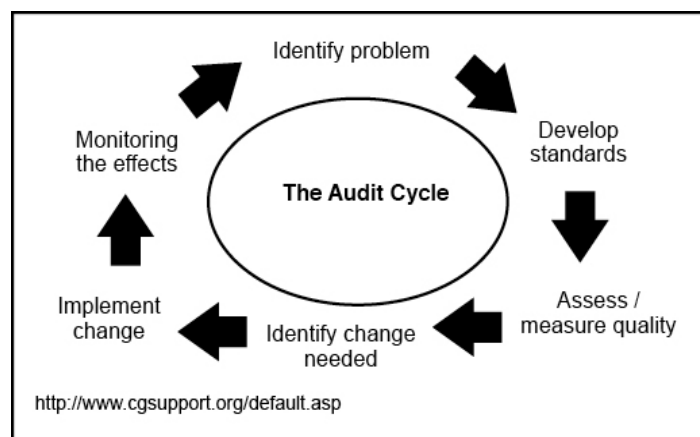 Identify problem
Develop
standards
Assess /
measure quality
Identify change
needed
Implement
change
Monitoring
the effects
The Audit Cycle
http://www.cgsupport.org/default.asp